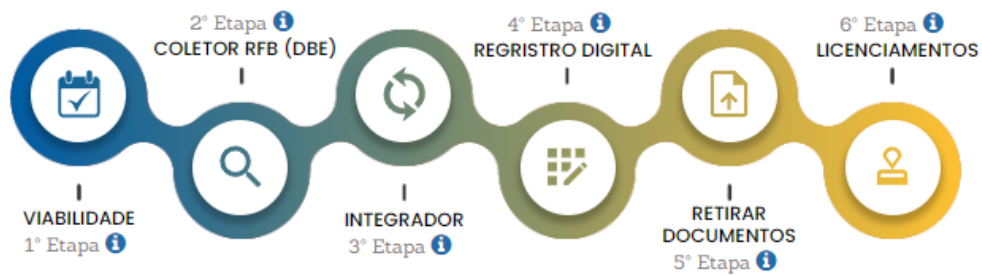 VIABILIDADE
1° Etapa
2° Etapa
COLETOR RFB (DBE)
INTEGRADOR
3° Etapa
4° Etapa
REGRISTRO DIGITAL
RETIRAR
DOCUMENTOS
5° Etapa
6° Etapa
LICENCIAMENTOS